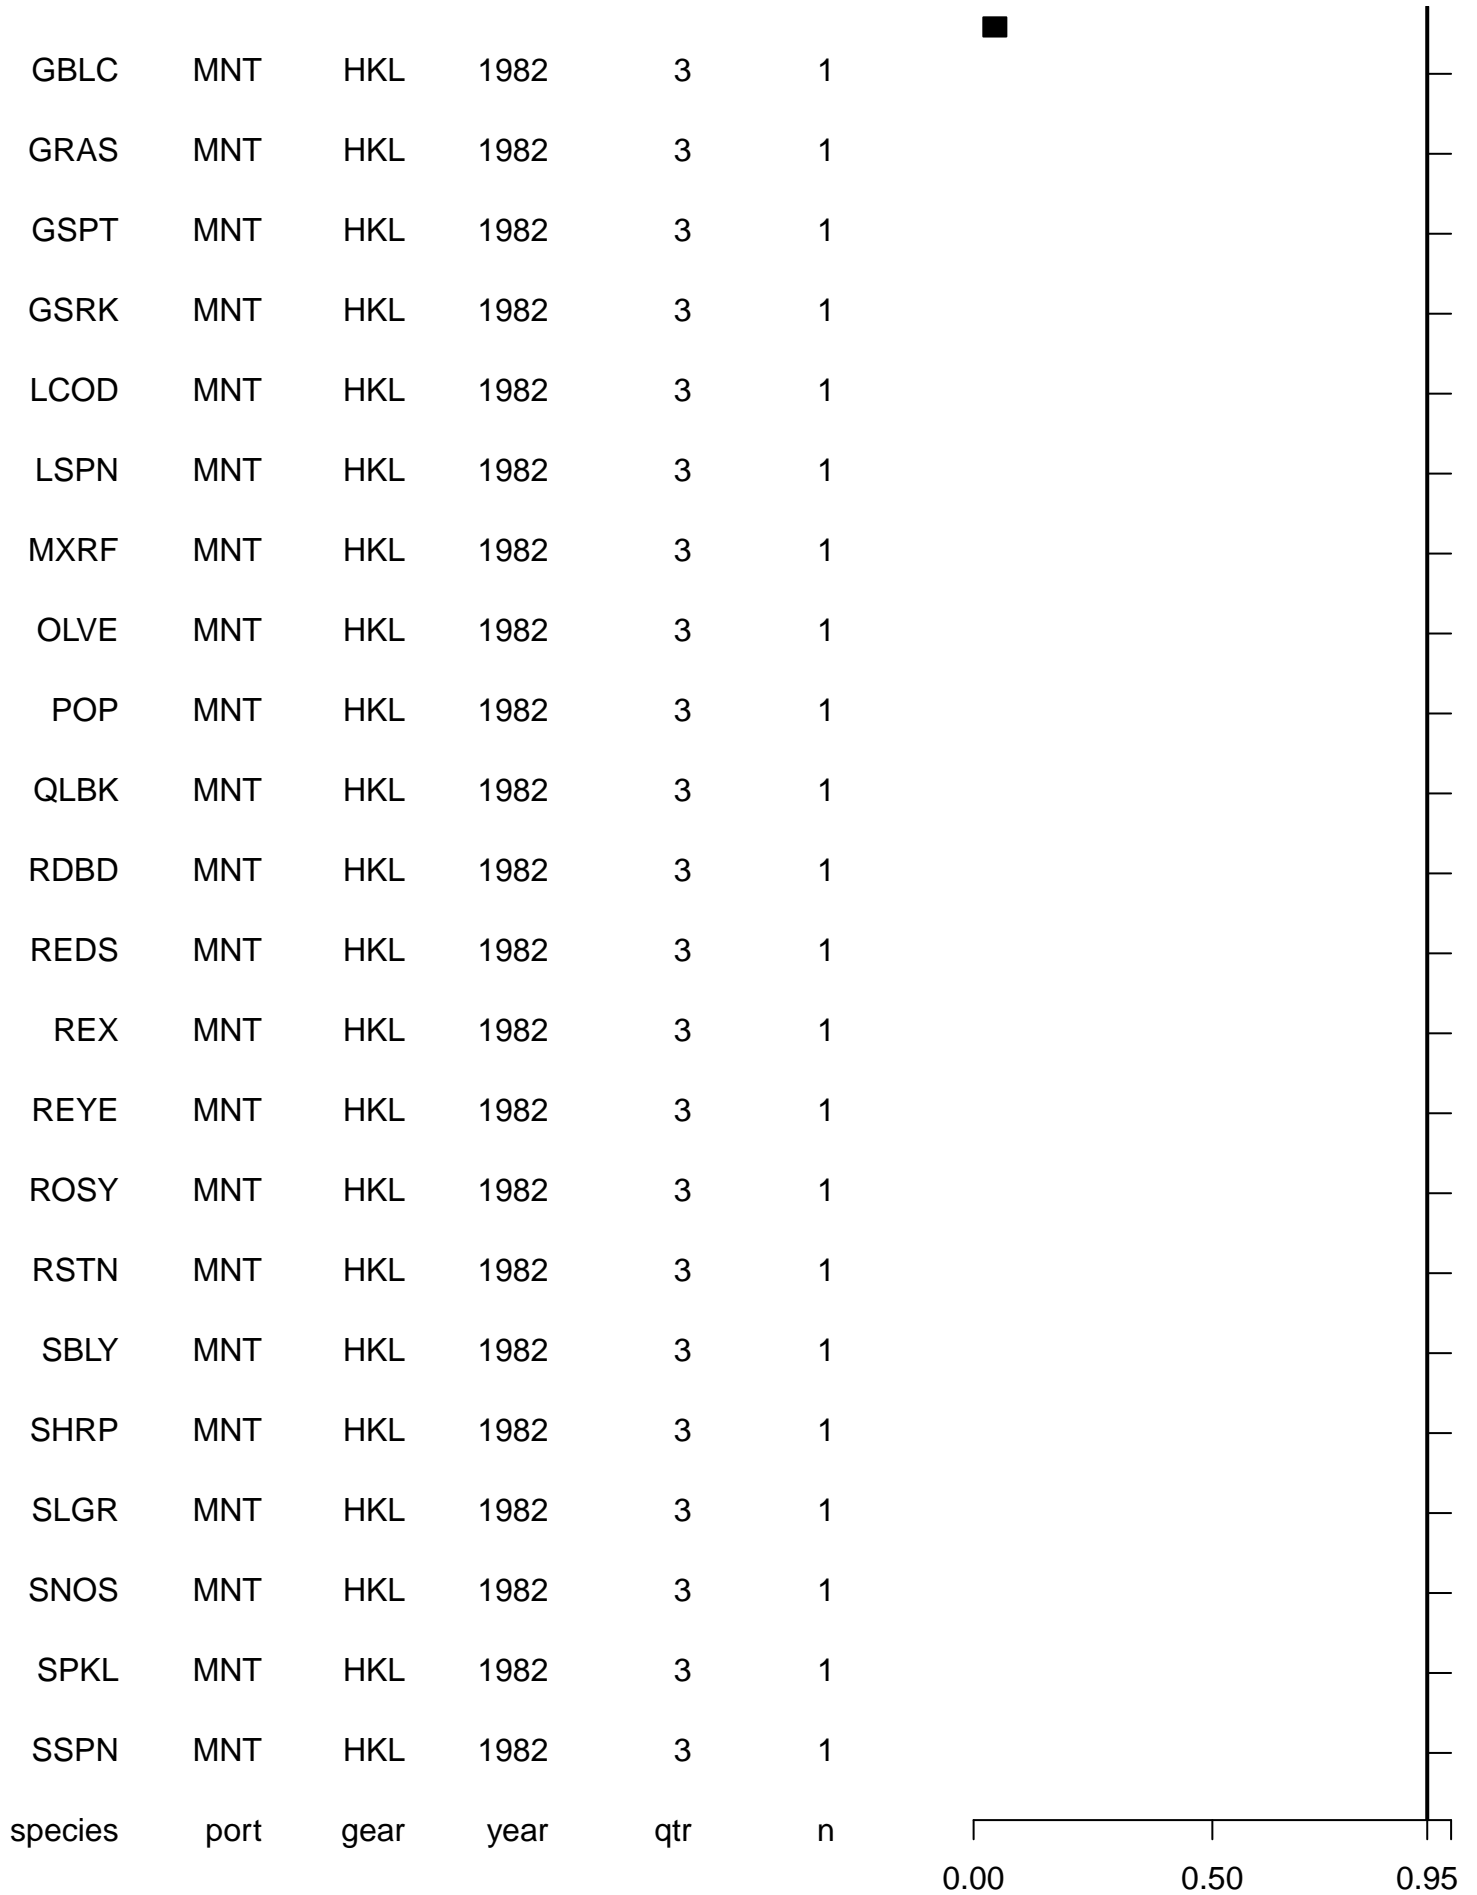 GBLC MNT HKL 1982 3 1
GRAS MNT HKL 1982 3 1
GSPT MNT HKL 1982 3 1
GSRK MNT HKL 1982 3 1
LCOD MNT HKL 1982 3 1
LSPN MNT HKL 1982 3 1
MXRF MNT HKL 1982 3 1
OLVE MNT HKL 1982 3 1
POP MNT HKL 1982 3 1
QLBK MNT HKL 1982 3 1
RDBD MNT HKL 1982 3 1
REDS MNT HKL 1982 3 1
REX MNT HKL 1982 3 1
REYE MNT HKL 1982 3 1
ROSY MNT HKL 1982 3 1
RSTN MNT HKL 1982 3 1
SBLY MNT HKL 1982 3 1
SHRP MNT HKL 1982 3 1
SLGR MNT HKL 1982 3 1
SNOS MNT HKL 1982 3 1
SPKL MNT HKL 1982 3 1
SSPN MNT HKL 1982 3 1
species port gear year qtr n
0.00 0.50 0.95